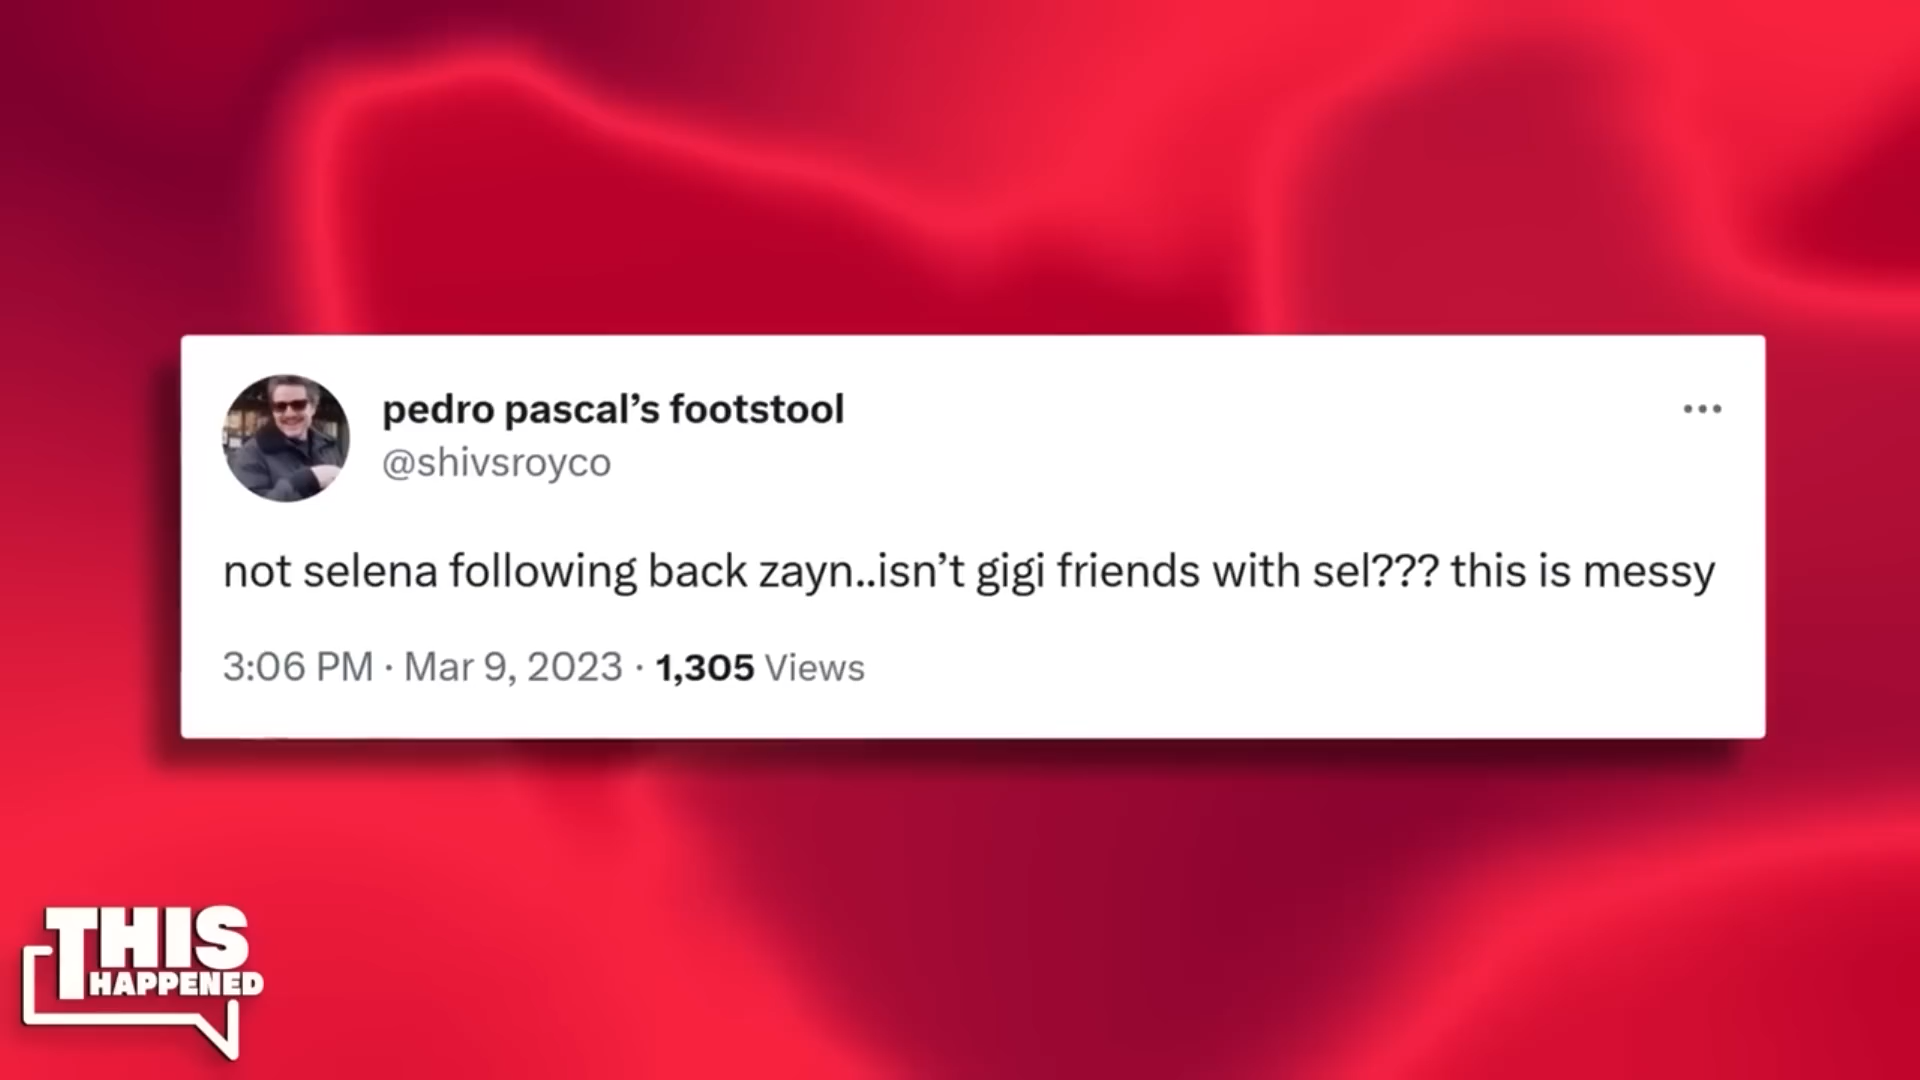 pedro pascal’s footstool
@shivsroyco
not selena following back zayn..isn’t gigi friends with sel??? this is messy
3:06 PM · Mar 9, 2023 · 1,305 Views
THIS
HAPPENED